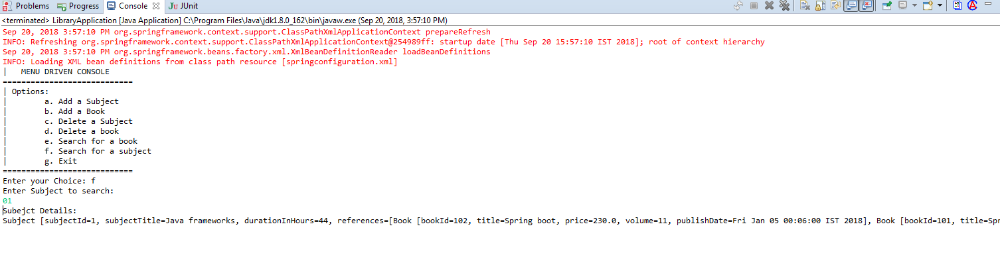 Problems Progress Console JUnit
<terminated> LibraryApplication [Java Application] C:\Program Files\Java\jdk1.8.0_162\bin\javaw.exe (Sep 20, 2018, 3:57:10 PM)
Sep 20, 2018 3:57:10 PM org.springframework.context.support.ClassPathXmlApplicationContext prepareRefresh
INFO: Refreshing org.springframework.context.support.ClassPathXmlApplicationContext@254989ff: startup date [Thu Sep 20 15:57:10 IST 2018]; root of context hierarchy
Sep 20, 2018 3:57:10 PM org.springframework.beans.factory.xml.XmlBeanDefinitionReader loadBeanDefinitions
INFO: Loading XML bean definitions from class path resource [springconfiguration.xml]
|   MENU DRIVEN CONSOLE
============================
| Options:
|        a. Add a Subject
|        b. Add a Book
|        c. Delete a Subject
|        d. Delete a book
|        e. Search for a book
|        f. Search for a subject
|        g. Exit
============================
Enter your Choice: f
Enter Subject to search:
01
Subejct Details:
Subject [subjectId=1, subjectTitle=Java frameworks, durationInHours=44, references=[Book [bookId=102, title=Spring boot, price=230.0, volume=11, publishDate=Fri Jan 05 00:06:00 IST 2018], Book [bookId=101, title=Spr